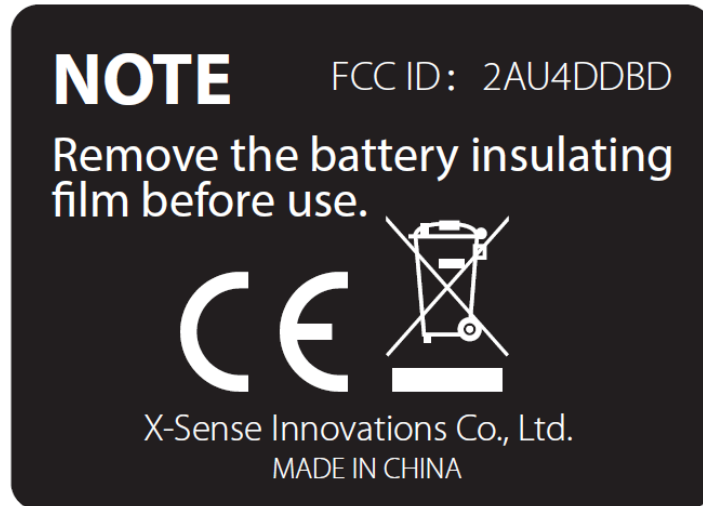 NOTE FCC ID: 2AU4DDBD
Remove the battery insulating
film before use.
CE
X-Sense Innovations Co., Ltd.
MADE IN CHINA